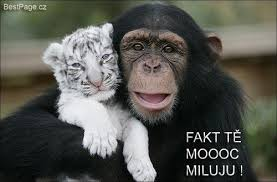 BestPage.cz
FAKT TĚ
MOOOC
MILUJU !